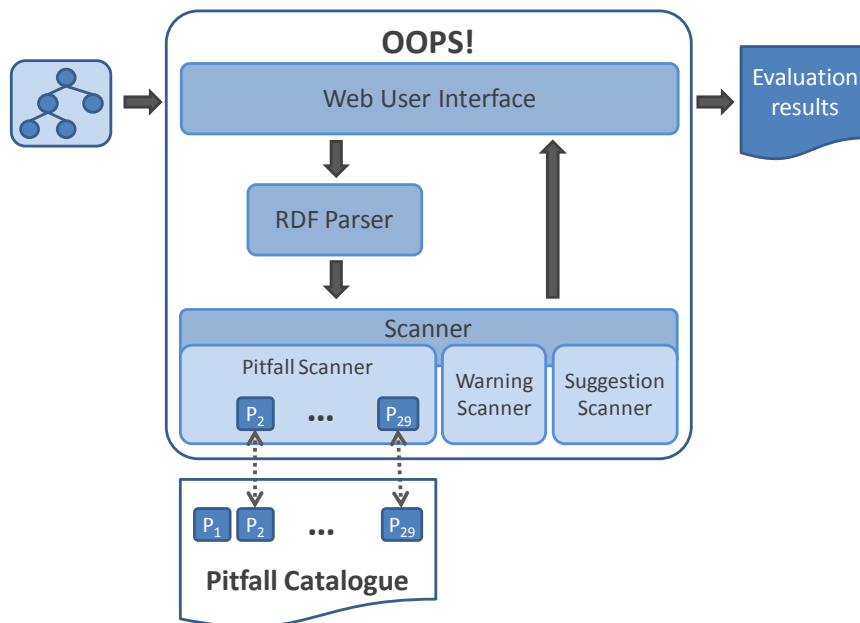 OOPS!
Web User Interface
Evaluation
results
RDF Parser
Scanner
Pitfall Scanner
Warning
Scanner
Suggestion
Scanner
P2 ... P29
P1 P2 ... P29
Pitfall Catalogue